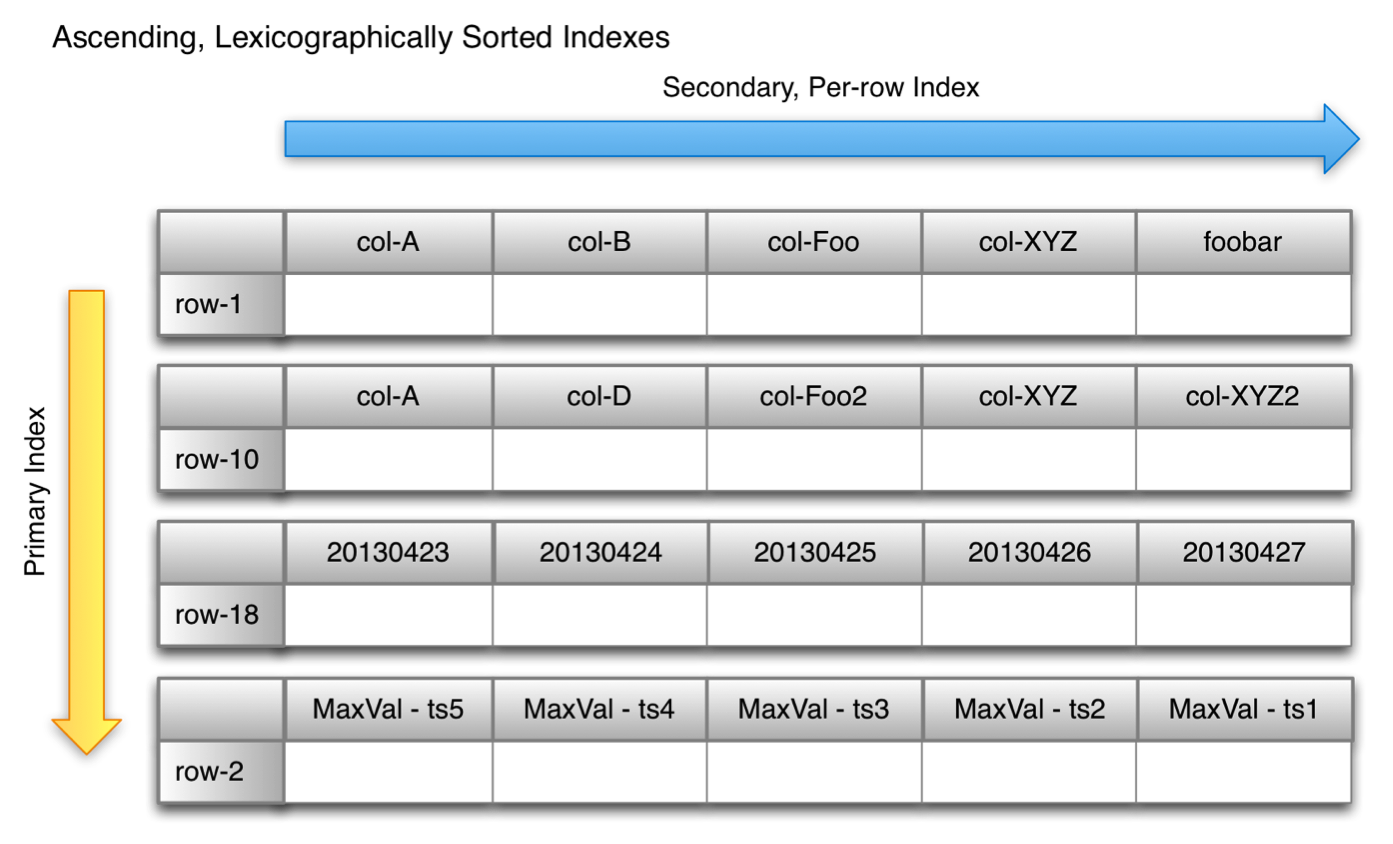 Ascending, Lexicographically Sorted Indexes
Secondary, Per-row Index
Primary Index
col-A col-B col-Foo col-XYZ foobar
row-1
col-A col-D col-Foo2 col-XYZ col-XYZ2
row-10
20130423 20130424 20130425 20130426 20130427
row-18
MaxVal - ts5 MaxVal - ts4 MaxVal - ts3 MaxVal - ts2 MaxVal - ts1
row-2